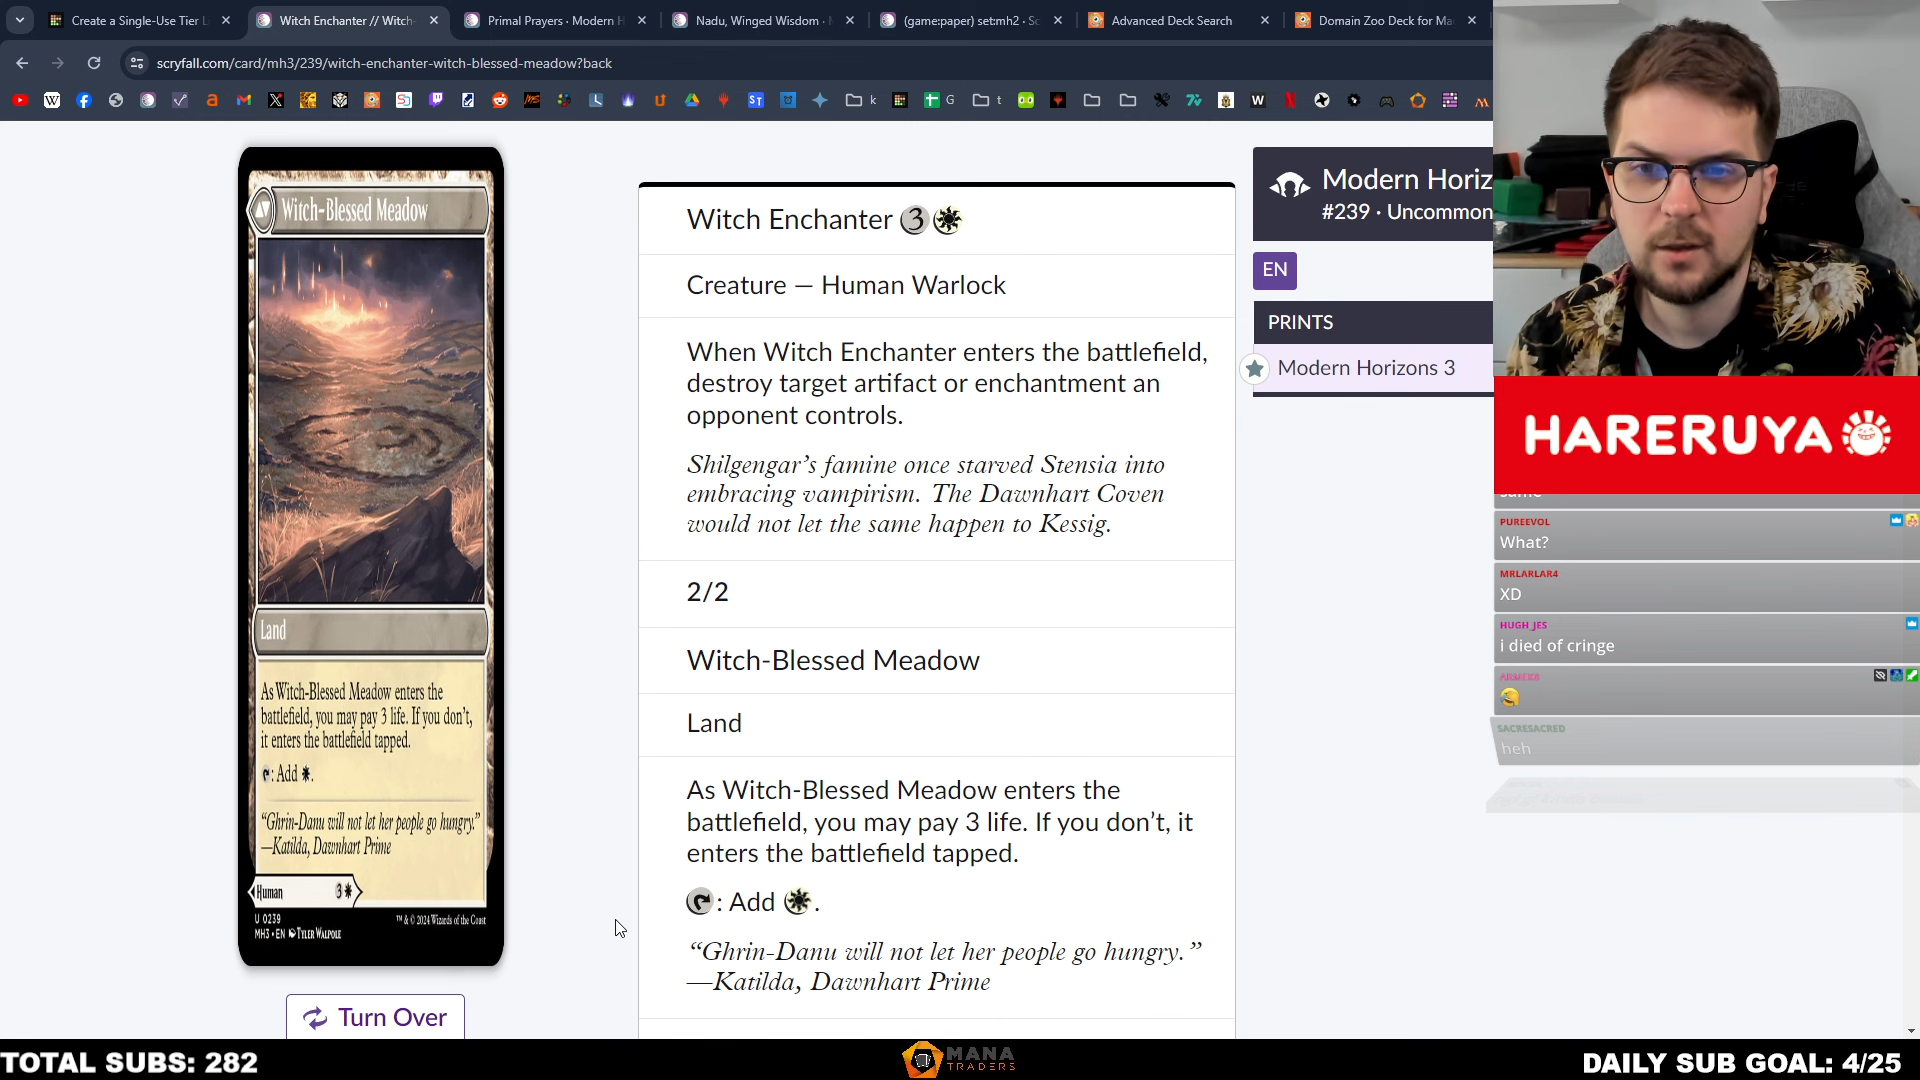 Create a Single-Use Tier L
Witch Enchanter // Witch-
Primal Prayers · Modern H
Nadu, Winged Wisdom ·
(game:paper) set:mh2 · Sc
Advanced Deck Search
Domain Zoo Deck for Ma
scryfall.com/card/mh3/239/witch-enchanter-witch-blessed-meadow?back
k
G
t
Witch-Blessed Meadow
Land
As Witch-Blessed Meadow enters the
battlefield, you may pay 3 life. If you don't,
it enters the battlefield tapped.
: Add .
“Ghrin-Danu will not let her people go hungry.”
—Katilda, Dawnhart Prime
Human 3
U 0239
MH3 • EN Tyler Walpole
™ & © 2024 Wizards of the Coast
Turn Over
Witch Enchanter 3
Creature — Human Warlock
When Witch Enchanter enters the battlefield,
destroy target artifact or enchantment an
opponent controls.
Shilgengar’s famine once starved Stensia into
embracing vampirism. The Dawnhart Coven
would not let the same happen to Kessig.
2/2
Witch-Blessed Meadow
Land
As Witch-Blessed Meadow enters the
battlefield, you may pay 3 life. If you don’t, it
enters the battlefield tapped.
: Add .
“Ghrin-Danu will not let her people go hungry.”
—Katilda, Dawnhart Prime
Modern Horiz
#239 · Uncommon
EN
PRINTS
Modern Horizons 3
HARERUYA
PUREEVOL
What?
MRLARLAR4
XD
HUGH_JES
i died of cringe
SACRESACRED
heh
TOTAL SUBS: 282
MANA
TRADERS
DAILY SUB GOAL: 4/25